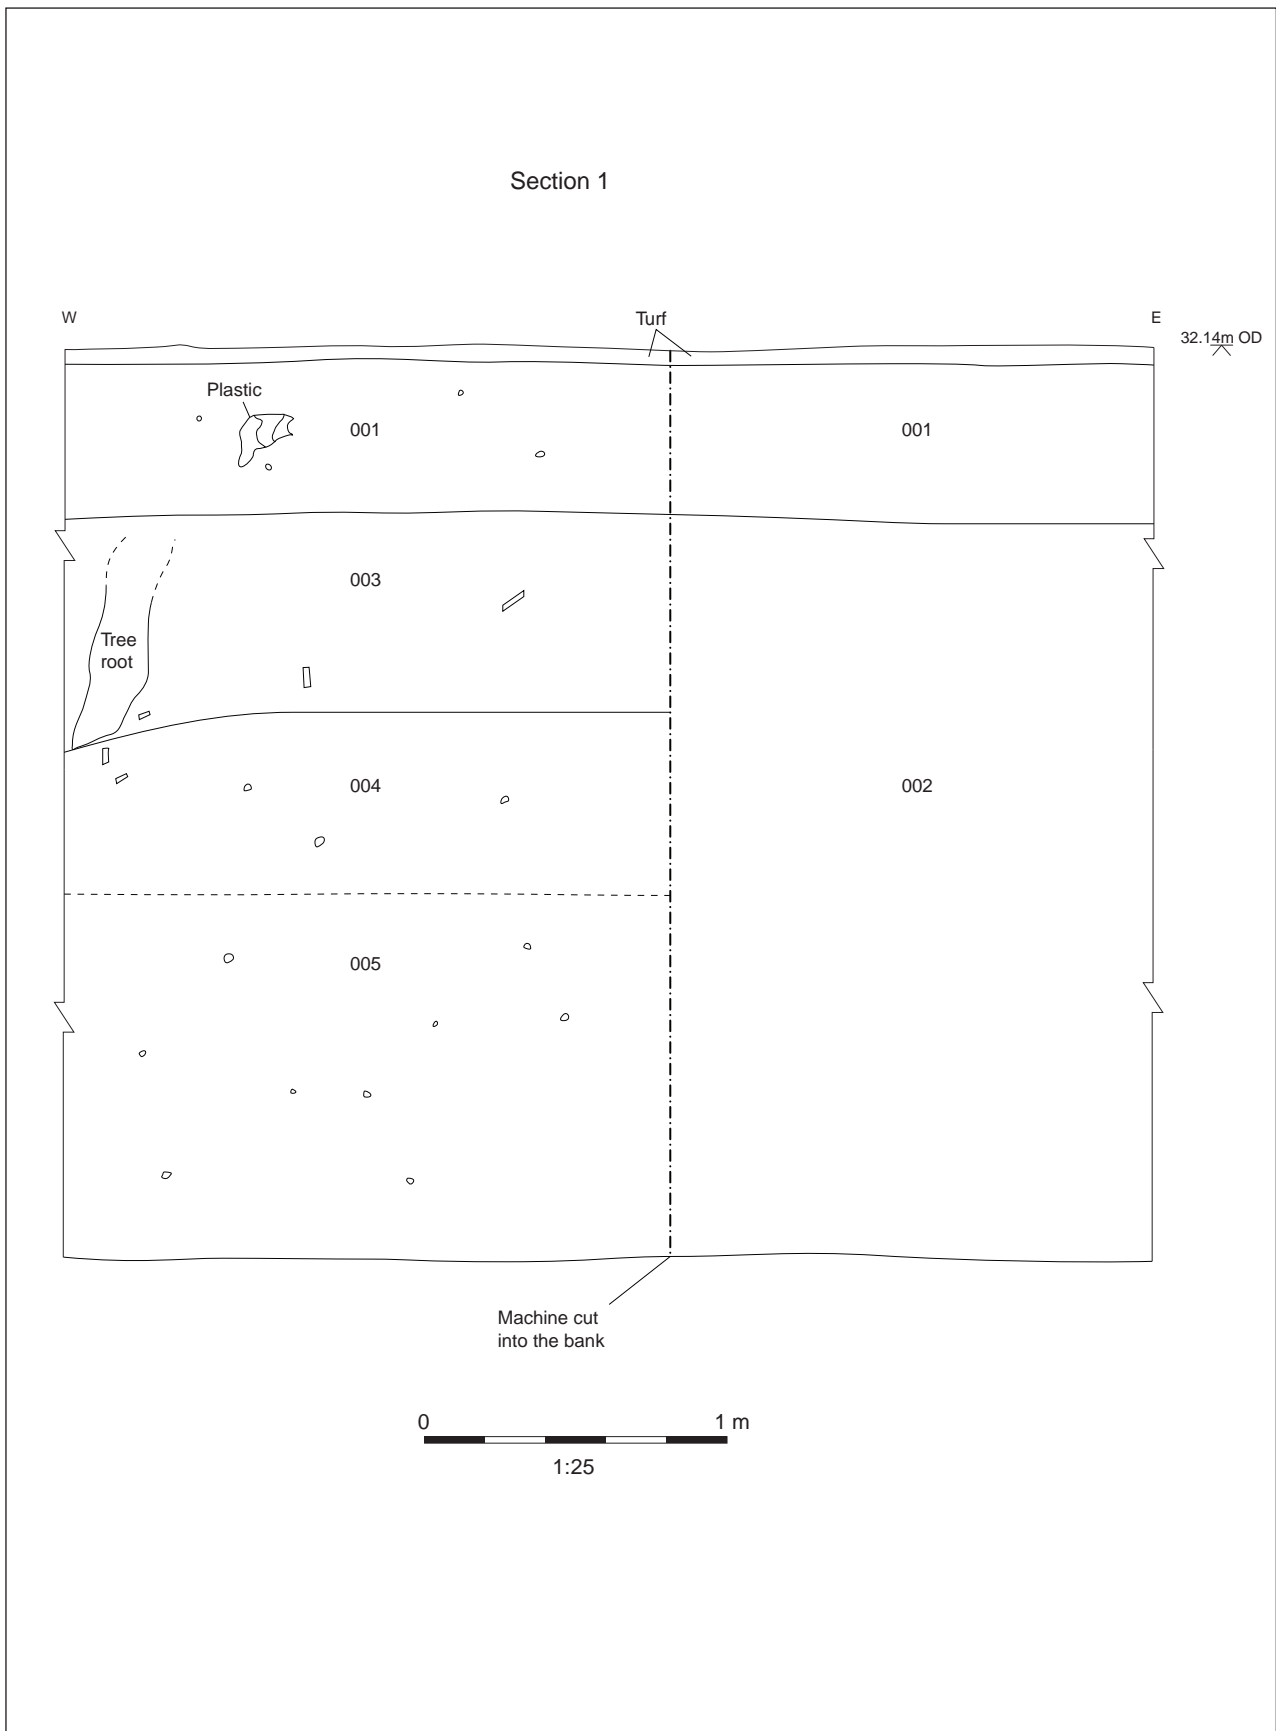 Section 1
W
Turf
E
32.14m OD
Plastic
001
001
003
Tree
root
004
002
005
Machine cut
into the bank
0
1 m
1:25